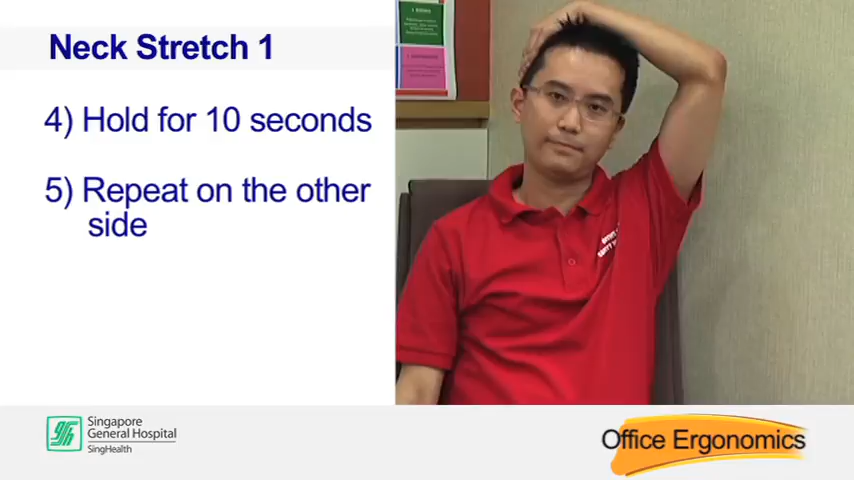 Neck Stretch 1
4) Hold for 10 seconds
5) Repeat on the other
side
Singapore
General Hospital
SingHealth
Office Ergonomics